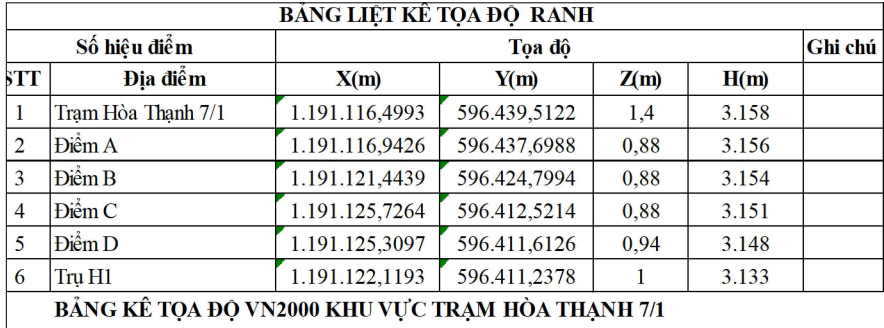 BẢNG LIỆT KÊ TỌA ĐỘ RANH
Số hiệu điểm Tọa độ Ghi chú
STT Địa điểm X(m) Y(m) Z(m) H(m)
1 Trạm Hòa Thạnh 7/1 1.191.116,4993 596.439,5122 1,4 3.158
2 Điểm A 1.191.116,9426 596.437,6988 0,88 3.156
3 Điểm B 1.191.121,4439 596.424,7994 0,88 3.154
4 Điểm C 1.191.125,7264 596.412,5214 0,88 3.151
5 Điểm D 1.191.125,3097 596.411,6126 0,94 3.148
6 Trụ H1 1.191.122,1193 596.411,2378 1 3.133
BẢNG KÊ TỌA ĐỘ VN2000 KHU VỰC TRẠM HÒA THẠNH 7/1